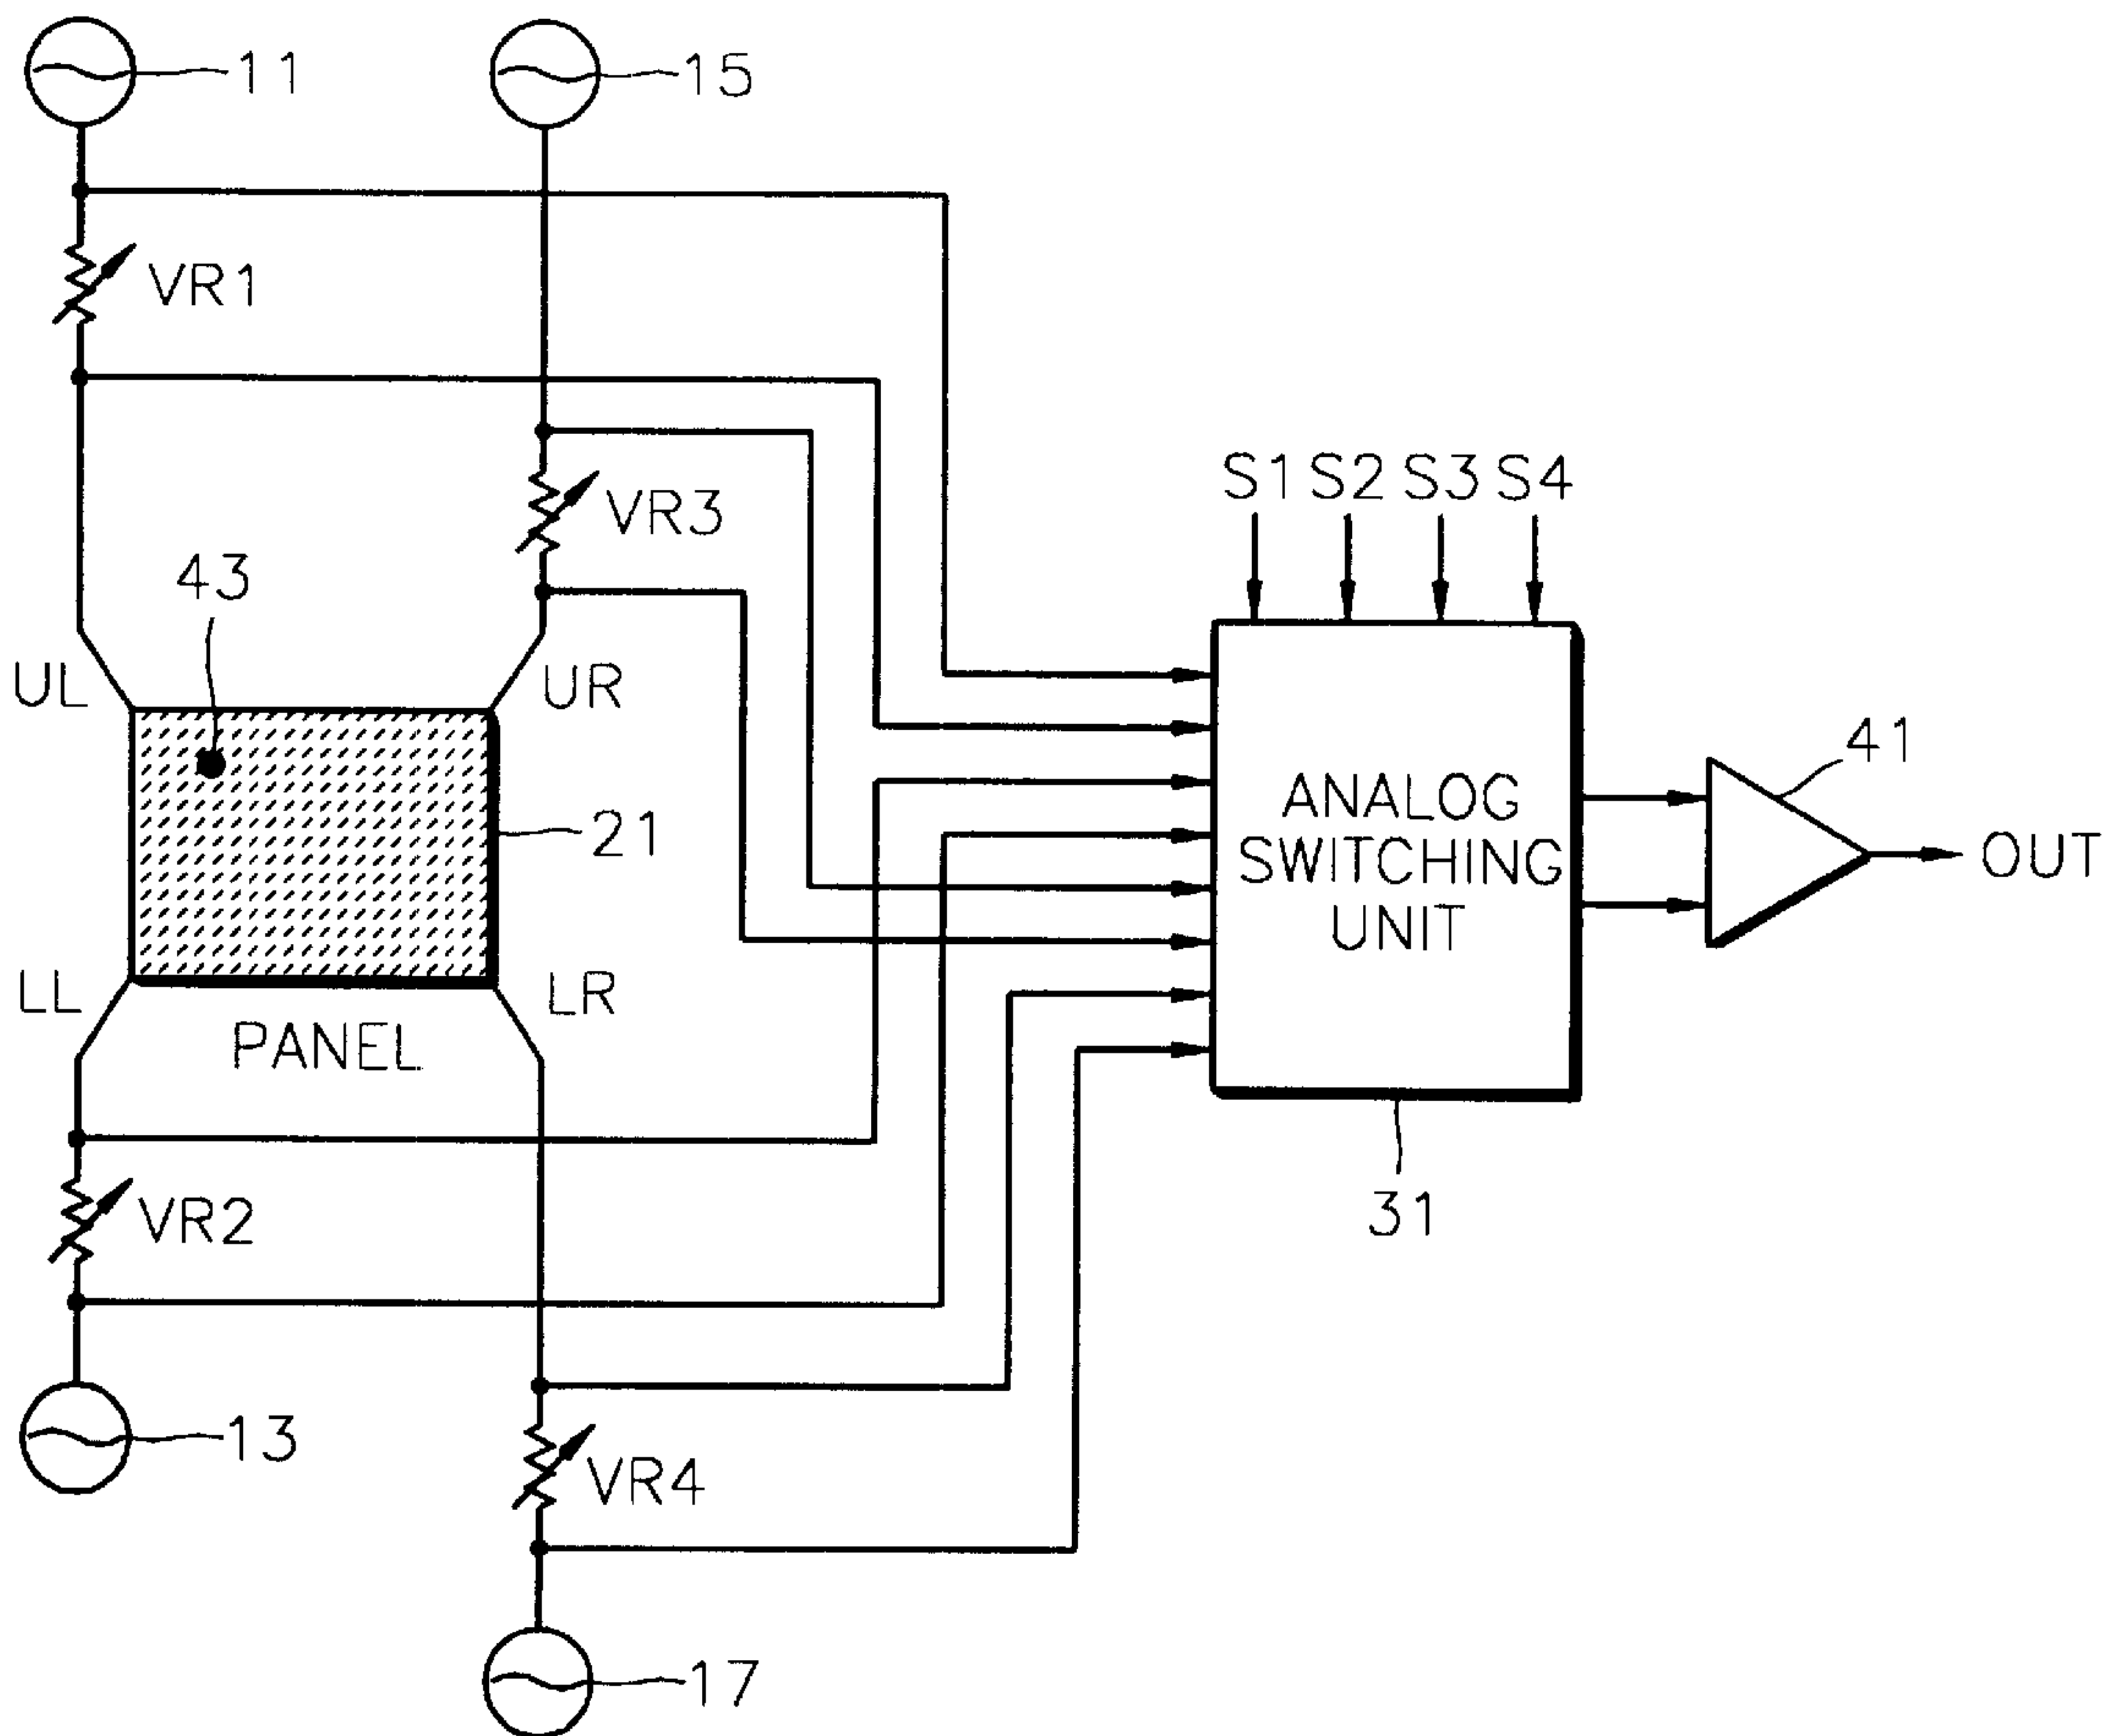 11
15
VR1
VR3
S1 S2 S3 S4
43
UL
UR
41
21
ANALOG
SWITCHING
UNIT
OUT
LL
LR
PANEL
VR2
31
13
VR4
17